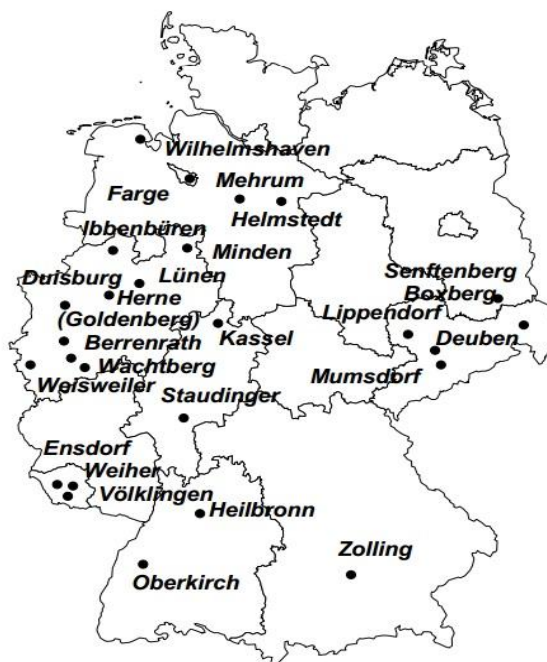 Wilhelmshaven
Farge
Mehrum
Helmstedt
Ibbenbüren
Minden
Duisburg
Lünen
Herne
(Goldenberg)
Berrenrath
Wachtberg
Weisweiler
Kassel
Staudinger
Senftenberg
Boxberg
Lippendorf
Deuben
Mumsdorf
Ensdorf
Weiher
Völklingen
Heilbronn
Oberkirch
Zolling